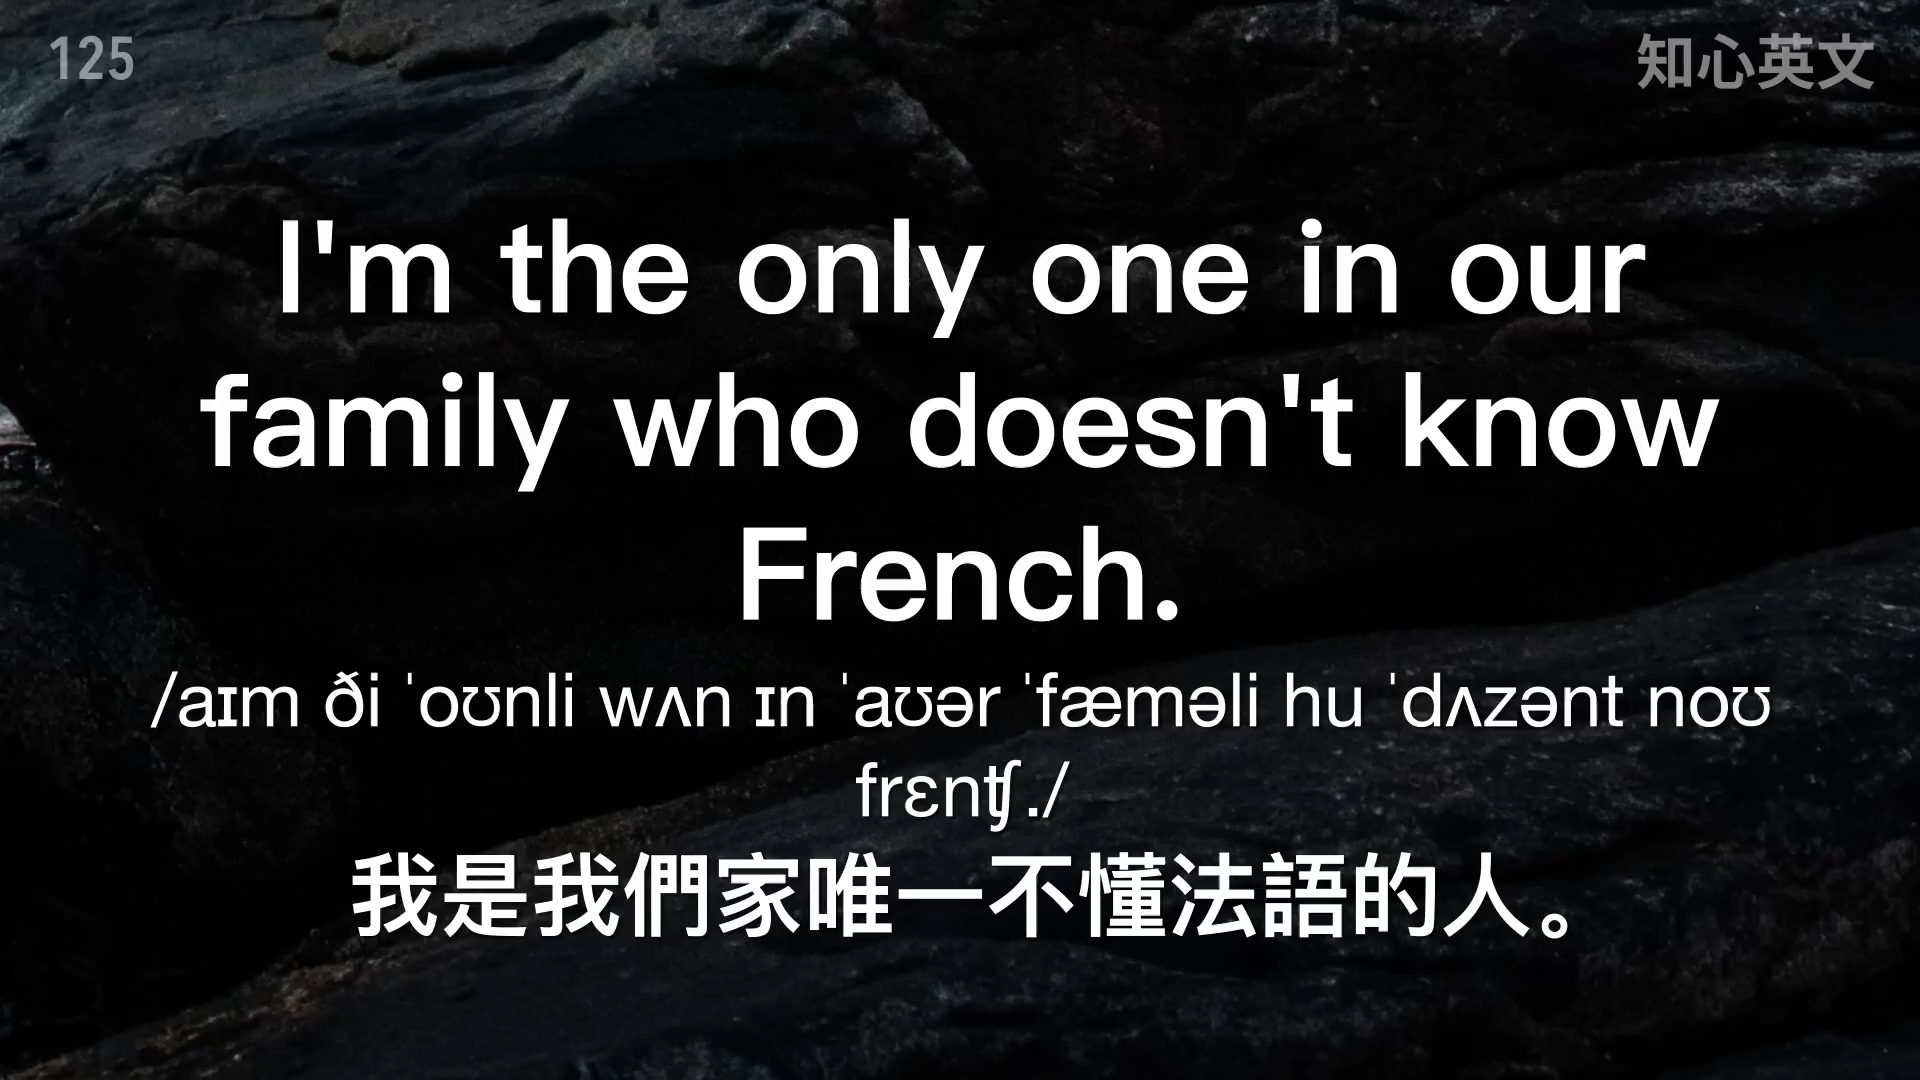 125
知心英文
I'm the only one in our
family who doesn't know
French.
/aɪm ði ˈoʊnli wʌn ɪn ˈaʊər ˈfæməli hu ˈdʌzənt noʊ
frɛnʧ./
我是我們家唯一不懂法語的人。